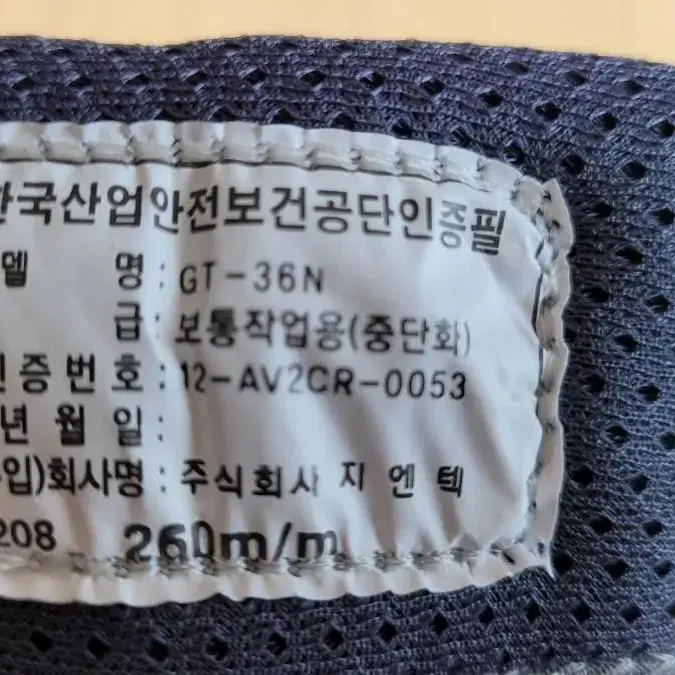 한국산업안전보건공단인증필
델 명 : GT-36N
급 : 보통작업용(중단화)
인증번호 : 12-AV2CR-0053
년 월 일 :
입)회사명 : 주식회사 지엔텍
208 260m/m